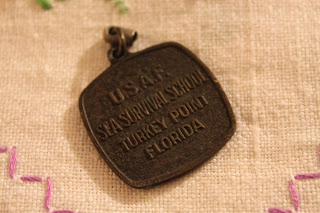 U.S.A.F.
SEA SURVIVAL SCHOOL
TURKEY POINT
FLORIDA